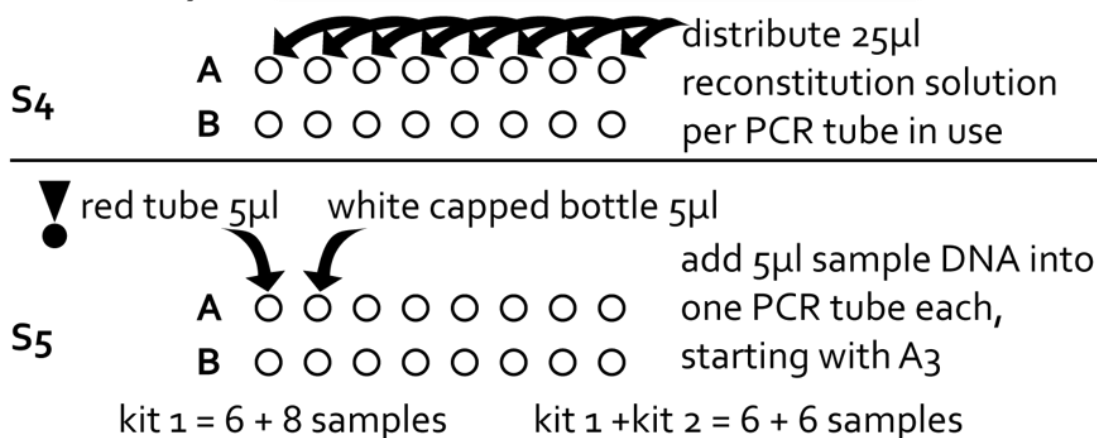 distribute 25µl
A
reconstitution solution
S4
B
per PCR tube in use
red tube 5µl white capped bottle 5µl
add 5µl sample DNA into
A
one PCR tube each,
S5
B
starting with A3
kit 1 = 6 + 8 samples kit 1 +kit 2 = 6 + 6 samples